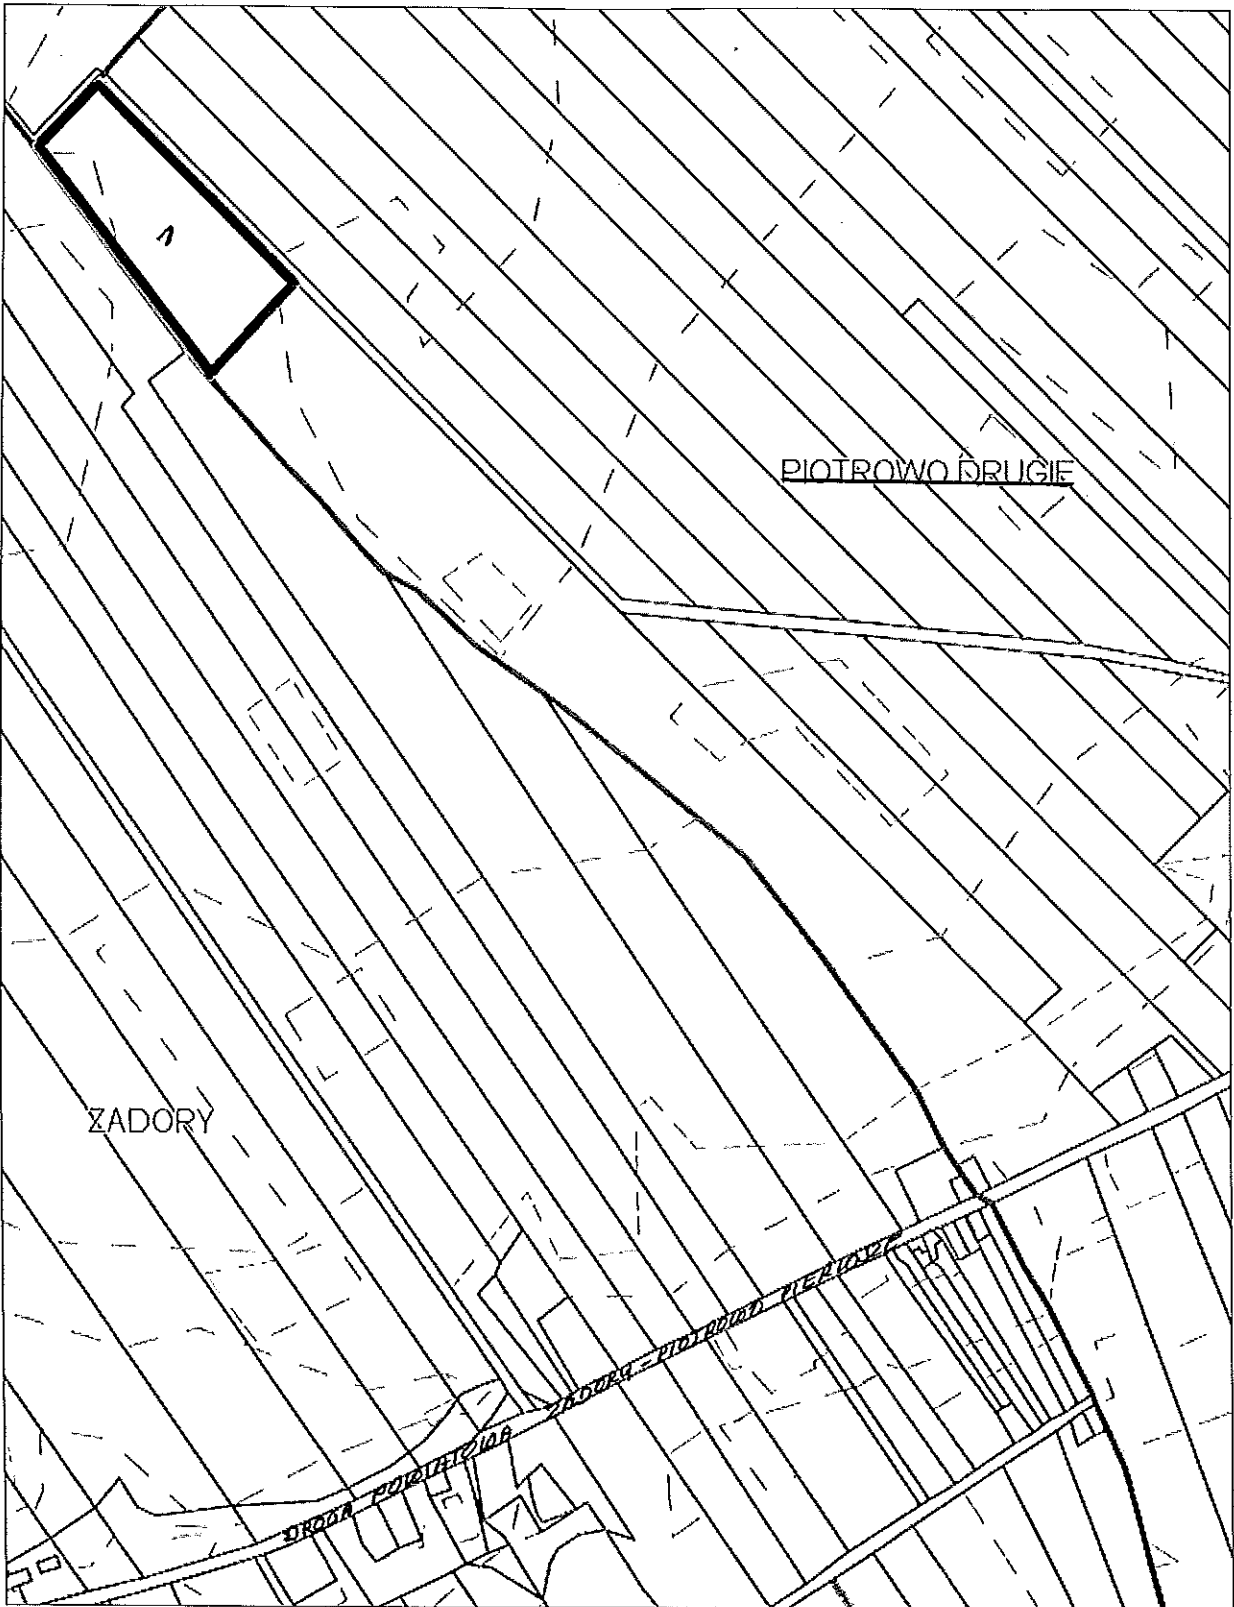 1
PIOTROWO DRUGIE
ZADORY
DROGA POWIATOWA ZADORY - PIOTROWO PIERWSZE